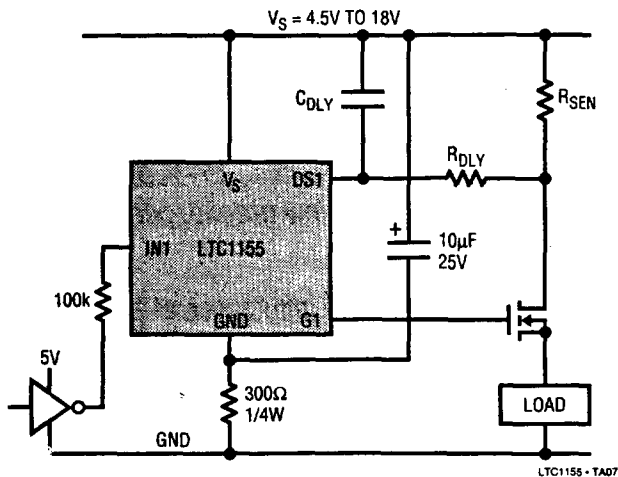 V_S = 4.5V TO 18V
C_DLY
R_SEN
R_DLY
V_S
DS1
IN1
LTC1155
GND
G1
+
10µF
25V
100k
5V
300Ω
1/4W
LOAD
GND
LTC1155 • TA07